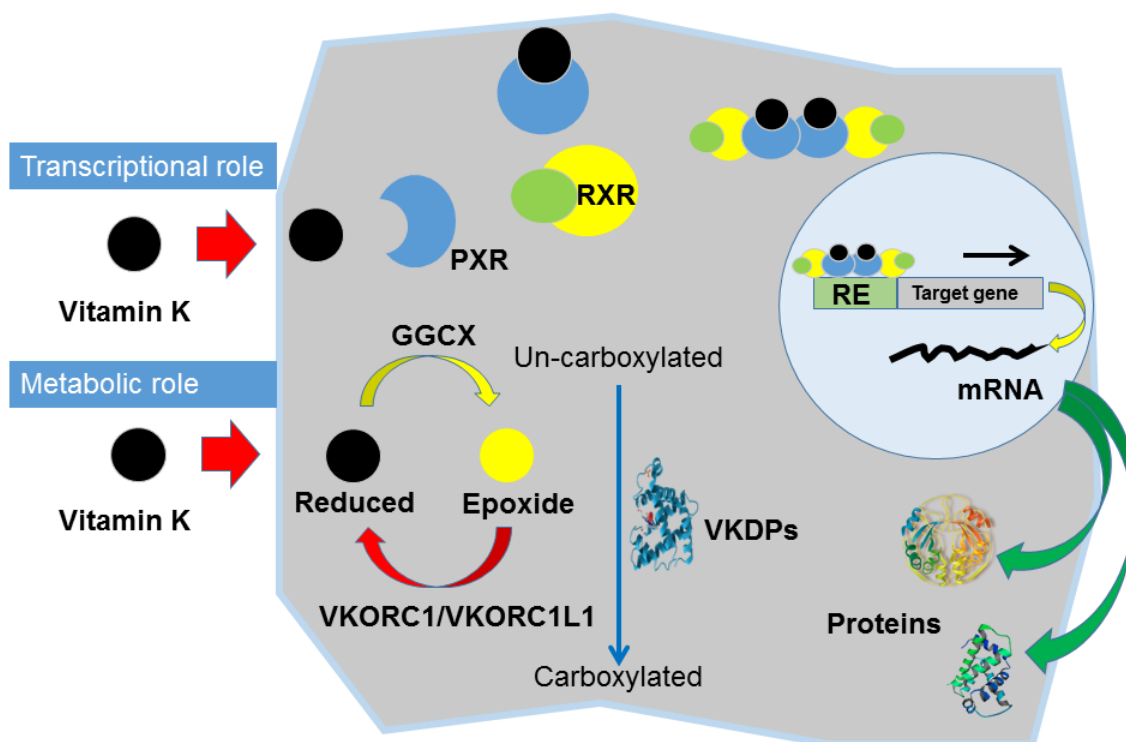 Transcriptional role
Vitamin K
PXR
RXR
RE
Target gene
mRNA
Metabolic role
Vitamin K
GGCX
Reduced
Epoxide
VKORC1/VKORC1L1
Un-carboxylated
VKDPs
Carboxylated
Proteins